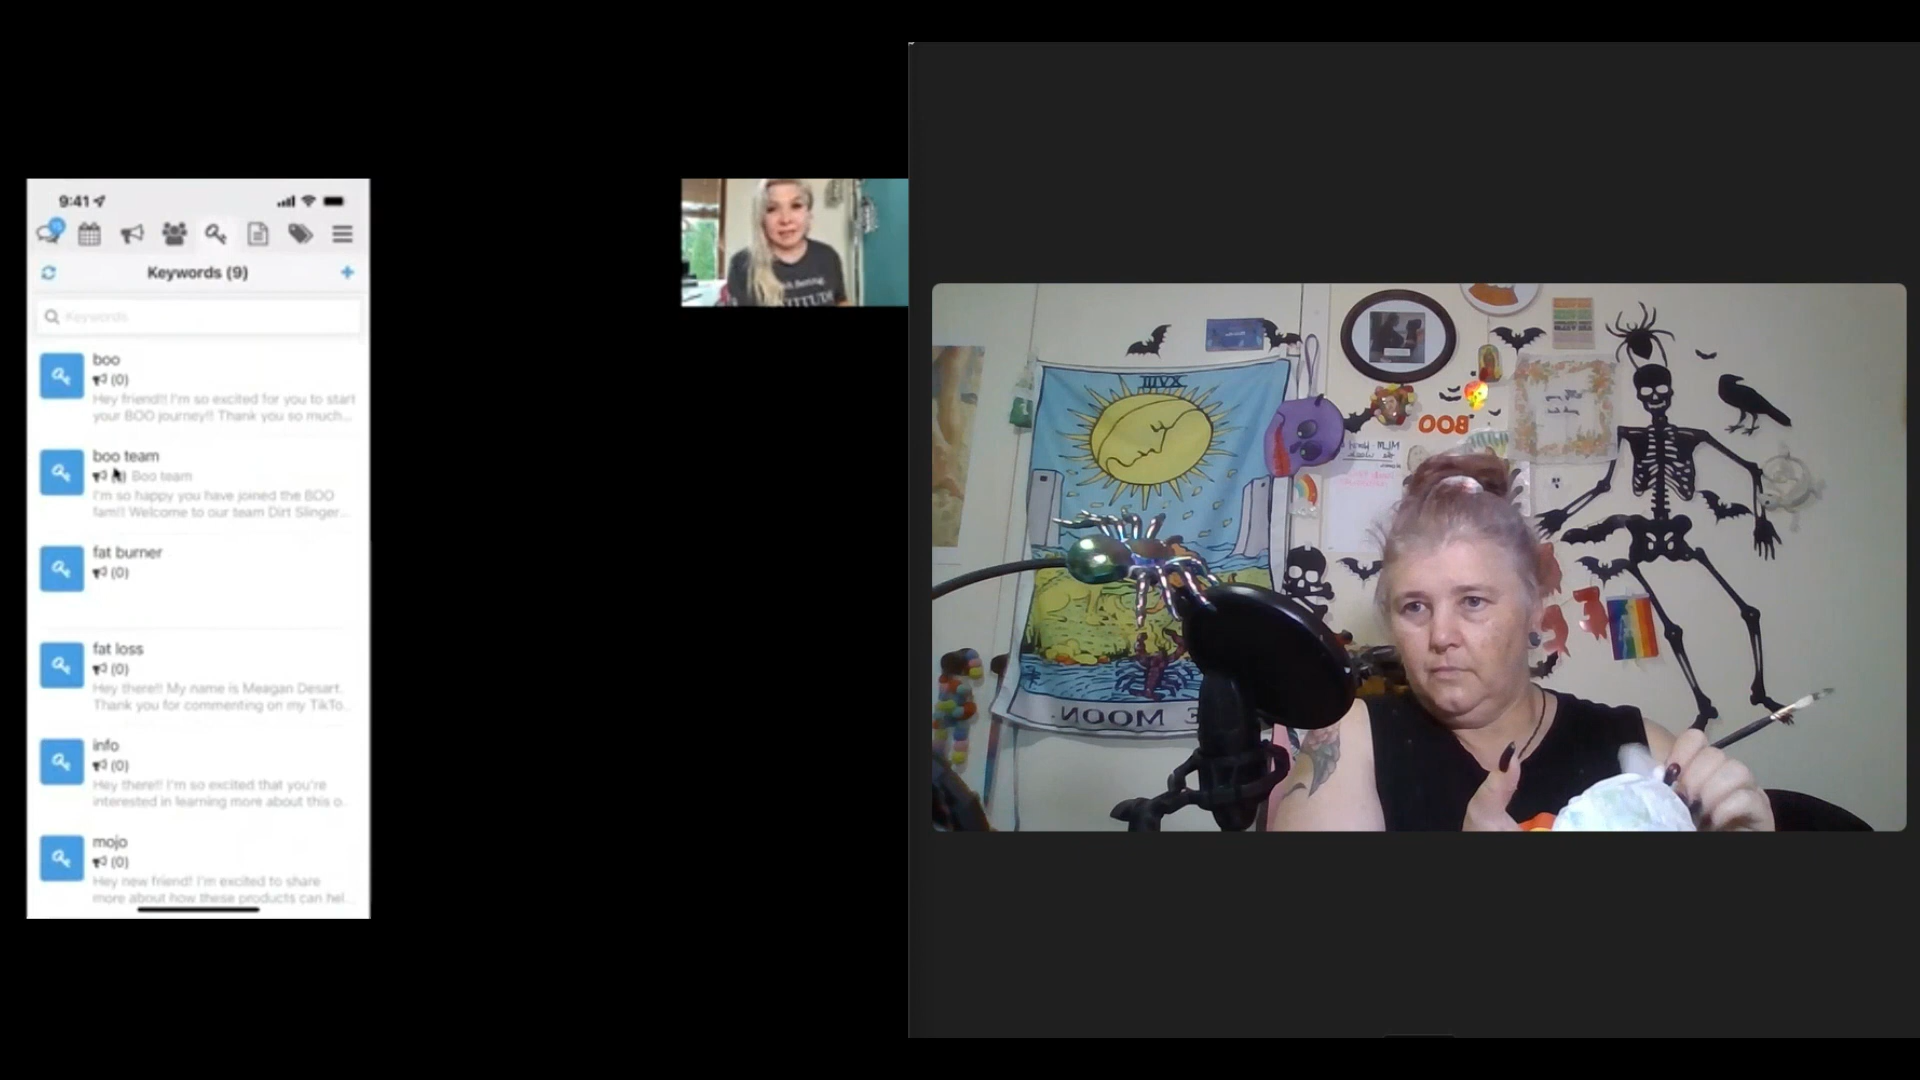 9:41
Keywords (9)
Keywords
boo
(0)
Hey friend!! I'm so excited for you to start
your BOO journey!! Thank you so much...
boo team
Boo team
I'm so happy you have joined the BOO
fam!! Welcome to our team Dirt Slinger...
fat burner
(0)
fat loss
(0)
Hey there!! My name is Meagan Desart.
Thank you for commenting on my TikTo..
info
(0)
Hey there!! I'm so excited that you're
interested in learning more about this o..
mojo
(0)
Hey new friend! I'm excited to share
more about how these products can hel...
XVIII
BOO
MOON